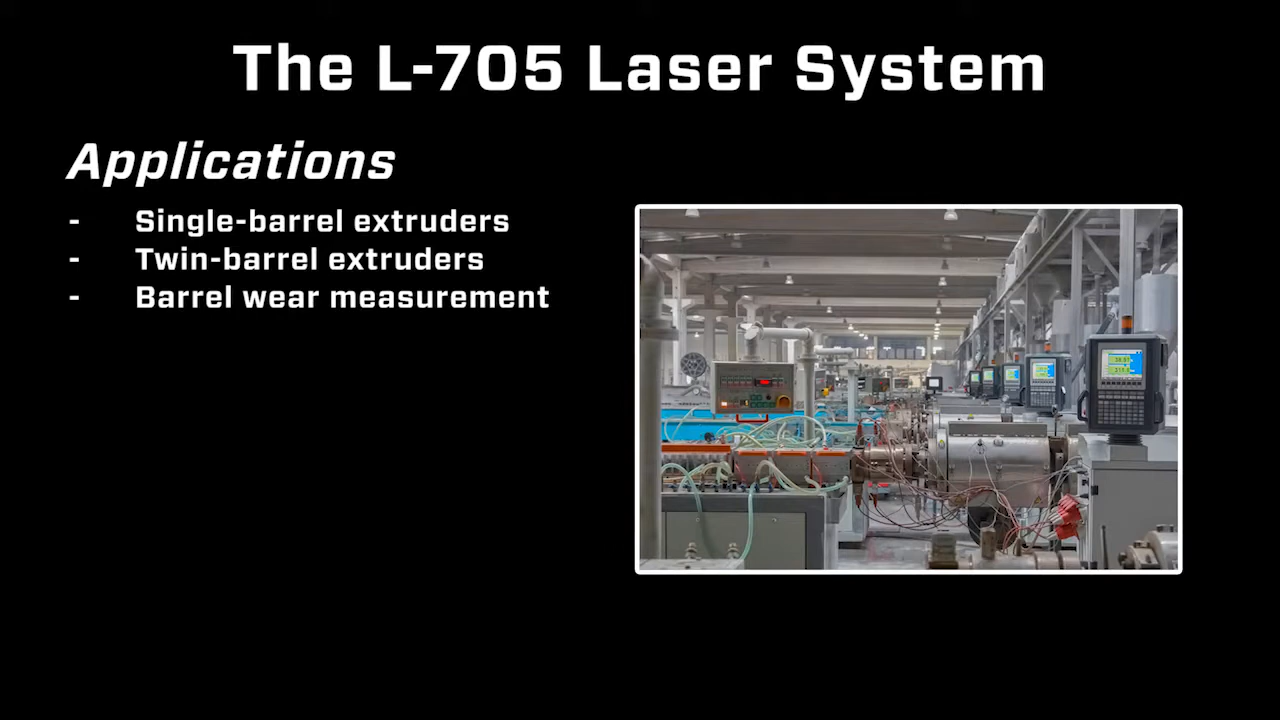 The L-705 Laser System
Applications
- Single-barrel extruders
- Twin-barrel extruders
- Barrel wear measurement